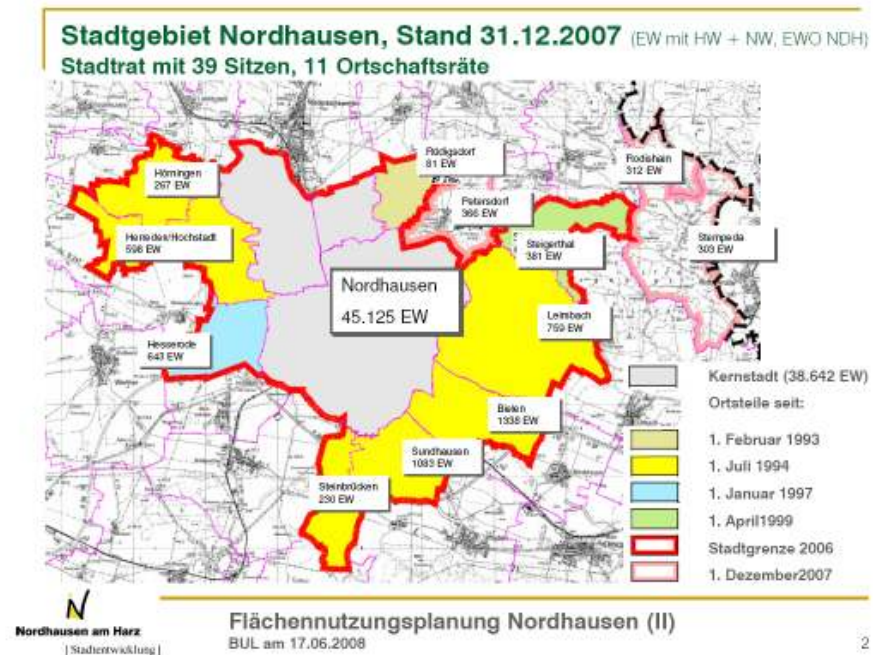 Stadtgebiet Nordhausen, Stand 31.12.2007 (EW mit HW + NW, EWO NDH)
Stadtrat mit 39 Sitzen, 11 Ortschaftsräte
Rüdigsdorf
81 EW
Rodishain
312 EW
Hörningen
267 EW
Petersdorf
366 EW
Herreden/Hochstadt
598 EW
Steigerthal
381 EW
Stempeda
303 EW
Nordhausen
45.125 EW
Leimbach
759 EW
Hesserode
643 EW
Bielen
1338 EW
Sundhausen
1083 EW
Steinbrücken
230 EW
Kernstadt (38.642 EW)
Ortsteile seit:
1. Februar 1993
1. Juli 1994
1. Januar 1997
1. April1999
Stadtgrenze 2006
1. Dezember2007
Nordhausen am Harz
[ Stadtentwicklung ]
Flächennutzungsplanung Nordhausen (II)
BUL am 17.06.2008
2